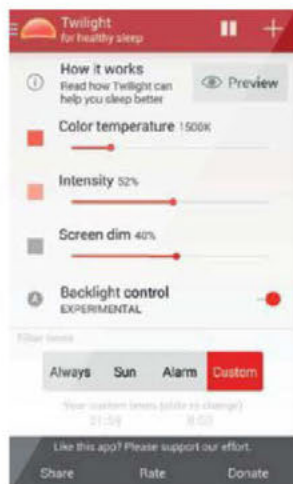 Twilight
for healthy sleep
How it works
Read how Twilight can
help you sleep better
Preview
Color temperature 1500K
Intensity 52%
Screen dim 40%
Backlight control
EXPERIMENTAL
Filter times
Always Sun Alarm Custom
Your custom times (slide to change)
Like this app? Please support our effort.
Share Rate Donate